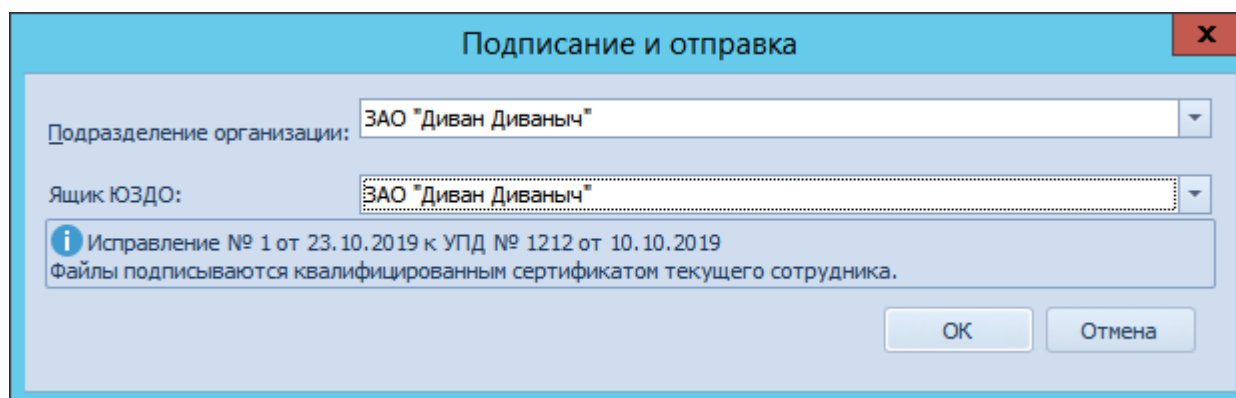 Подписание и отправка
x
Подразделение организации: ЗАО "Диван Диваныч"
Ящик ЮЗДО: ЗАО "Диван Диваныч"
Исправление № 1 от 23.10.2019 к УПД № 1212 от 10.10.2019
Файлы подписываются квалифицированным сертификатом текущего сотрудника.
ОК Отмена